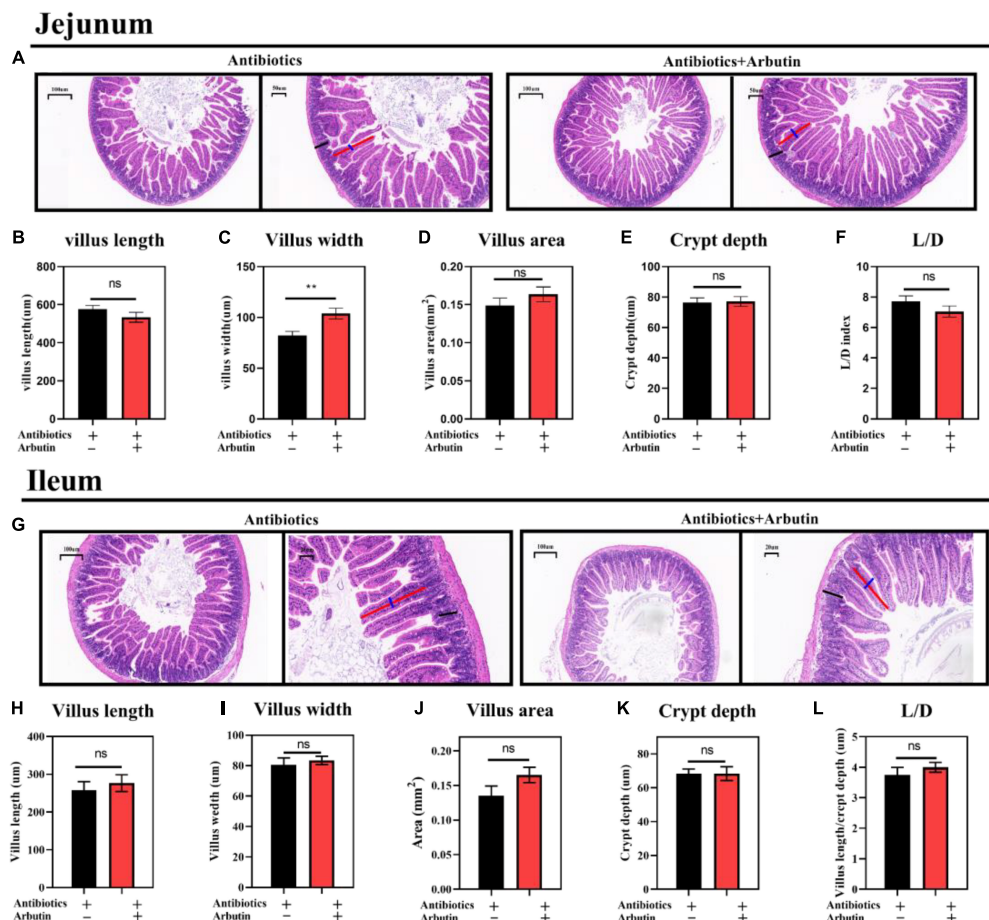 Jejunum
A
Antibiotics
Antibiotics+Arbutin
100um
50um
100um
50um
B
villus length
C
Villus width
D
Villus area
E
Crypt depth
F
L/D
villus length(um)
800
600
400
200
0
ns
villus width(um)
150
100
50
0
**
Villus area(mm²)
0.20
0.15
0.10
0.05
0.00
ns
Crypt depth(um)
100
80
60
40
20
0
ns
L/D index
10
8
6
4
2
0
ns
Antibiotics + +
Arbutin − +
Antibiotics + +
Arbutin − +
Antibiotics + +
Arbutin − +
Antibiotics + +
Arbutin − +
Antibiotics + +
Arbutin − +
Ileum
G
Antibiotics
Antibiotics+Arbutin
100um
100um
20um
H
Villus length
I
Villus width
J
Villus area
K
Crypt depth
L
L/D
Villus length (um)
400
300
200
100
0
ns
Villus wedth (um)
100
80
60
40
20
0
ns
Area (mm²)
0.20
0.15
0.10
0.05
0.00
ns
Crypt depth (um)
80
60
40
20
0
ns
Villus length/crcpt dcpth (um)
5
4
3
2
1
0
ns
Antibiotics + +
Arbutin − +
Antibiotics + +
Arbutin − +
Antibiotics + +
Arbutin − +
Antibiotics + +
Arbutin − +
Antibiotics + +
Arbutin − +